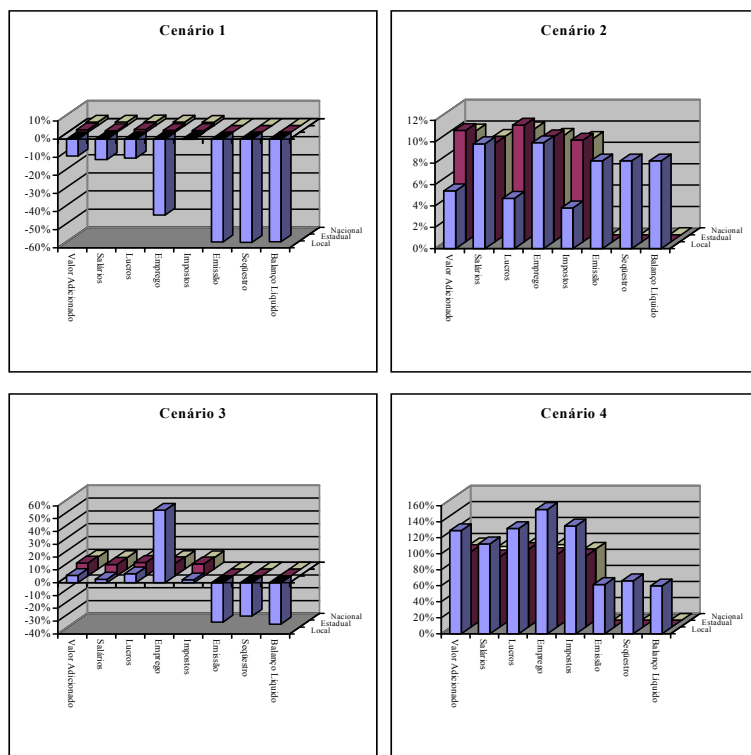 Cenário 1
10%
0%
-10%
-20%
-30%
-40%
-50%
-60%
Valor Adicionado
Salários
Lucros
Emprego
Impostos
Emissão
Seqüestro
Balanço Líquido
Nacional
Estadual
Local
Cenário 2
12%
10%
8%
6%
4%
2%
0%
Valor Adicionado
Salários
Lucros
Emprego
Impostos
Emissão
Seqüestro
Balanço Líquido
Nacional
Estadual
Local
Cenário 3
60%
50%
40%
30%
20%
10%
0%
-10%
-20%
-30%
-40%
Valor Adicionado
Salários
Lucros
Emprego
Impostos
Emissão
Seqüestro
Balanço Líquido
Nacional
Estadual
Local
Cenário 4
160%
140%
120%
100%
80%
60%
40%
20%
0%
Valor Adicionado
Salários
Lucros
Emprego
Impostos
Emissão
Seqüestro
Balanço Líquido
Nacional
Estadual
Local